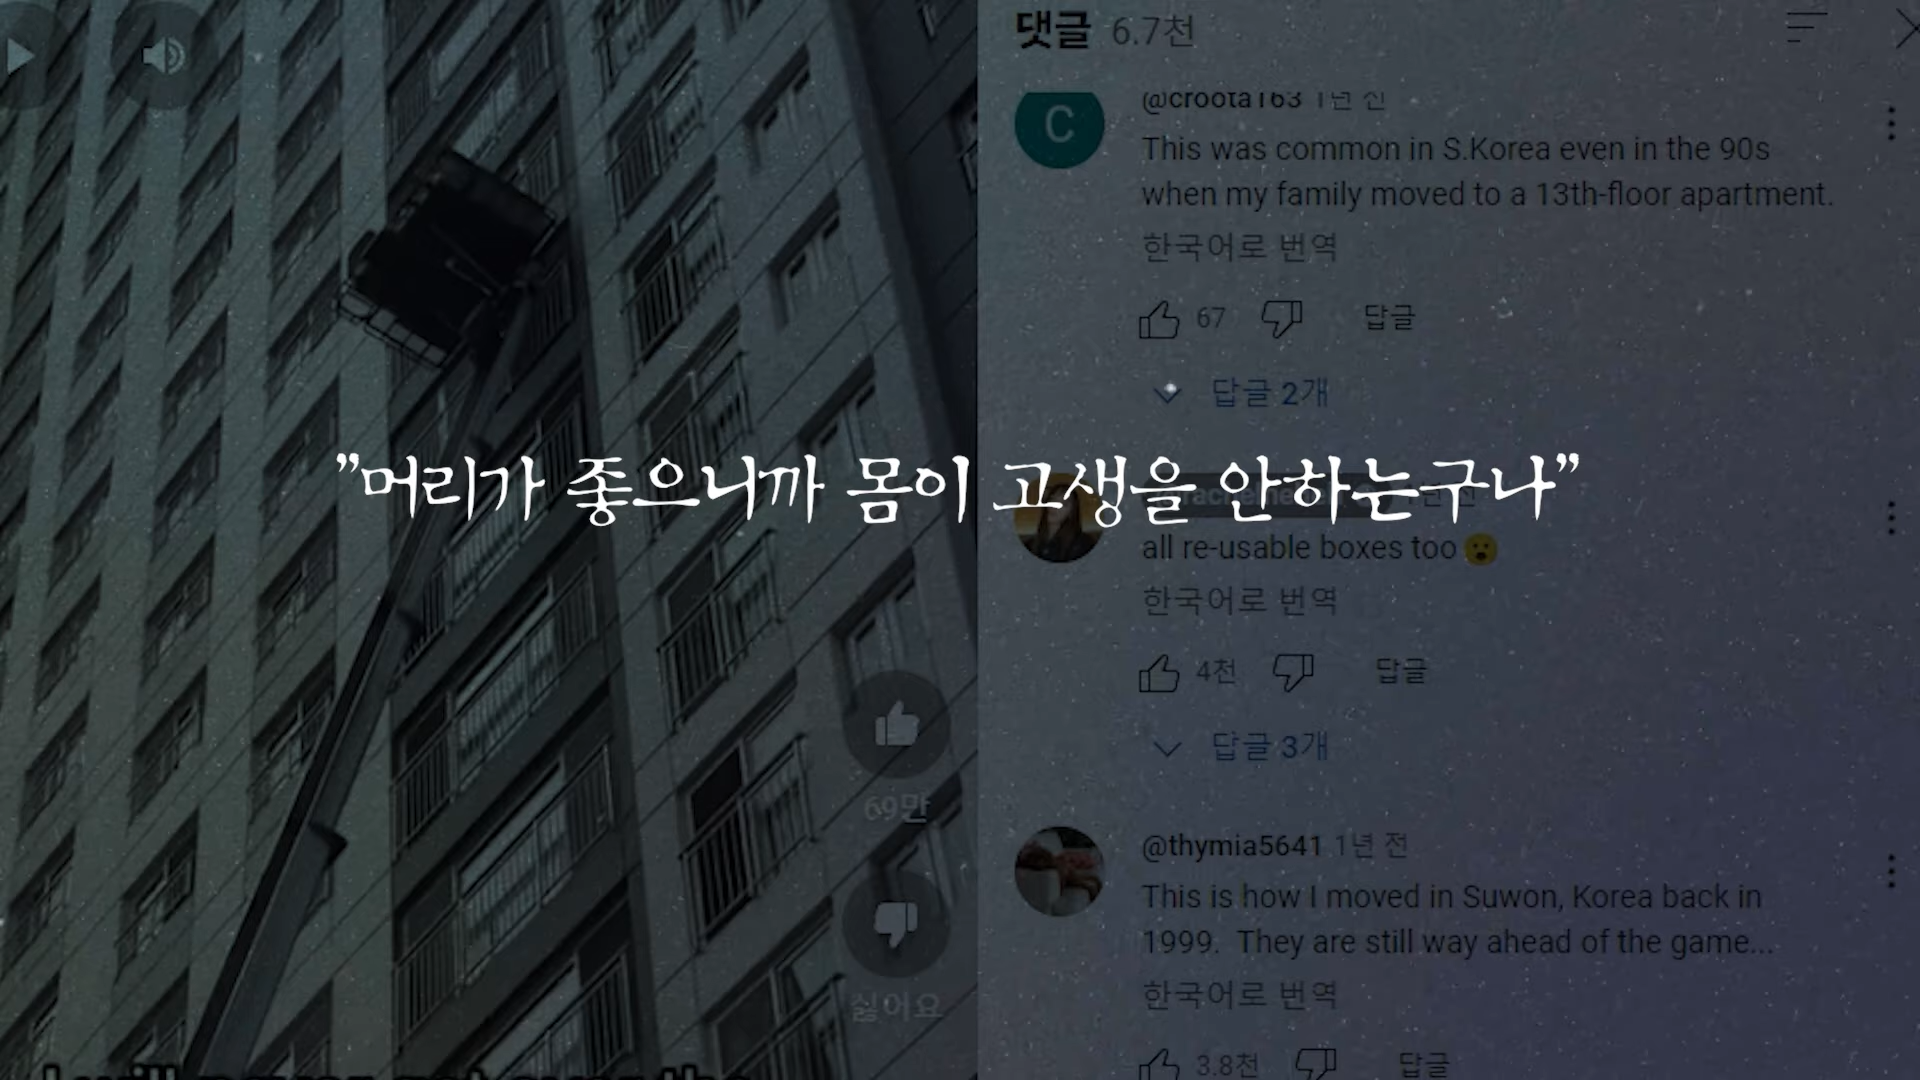 댓글 6.7천
@croota163 1년 전
This was common in S.Korea even in the 90s
when my family moved to a 13th-floor apartment.
한국어로 번역
67 답글
답글 2개
”머리가 좋으니까 몸이 고생을 안하는구나”
all re-usable boxes too
한국어로 번역
4천 답글
답글 3개
69만
싫어요
@thymia5641 1년 전
This is how I moved in Suwon, Korea back in
1999. They are still way ahead of the game...
한국어로 번역
3.8천 답글